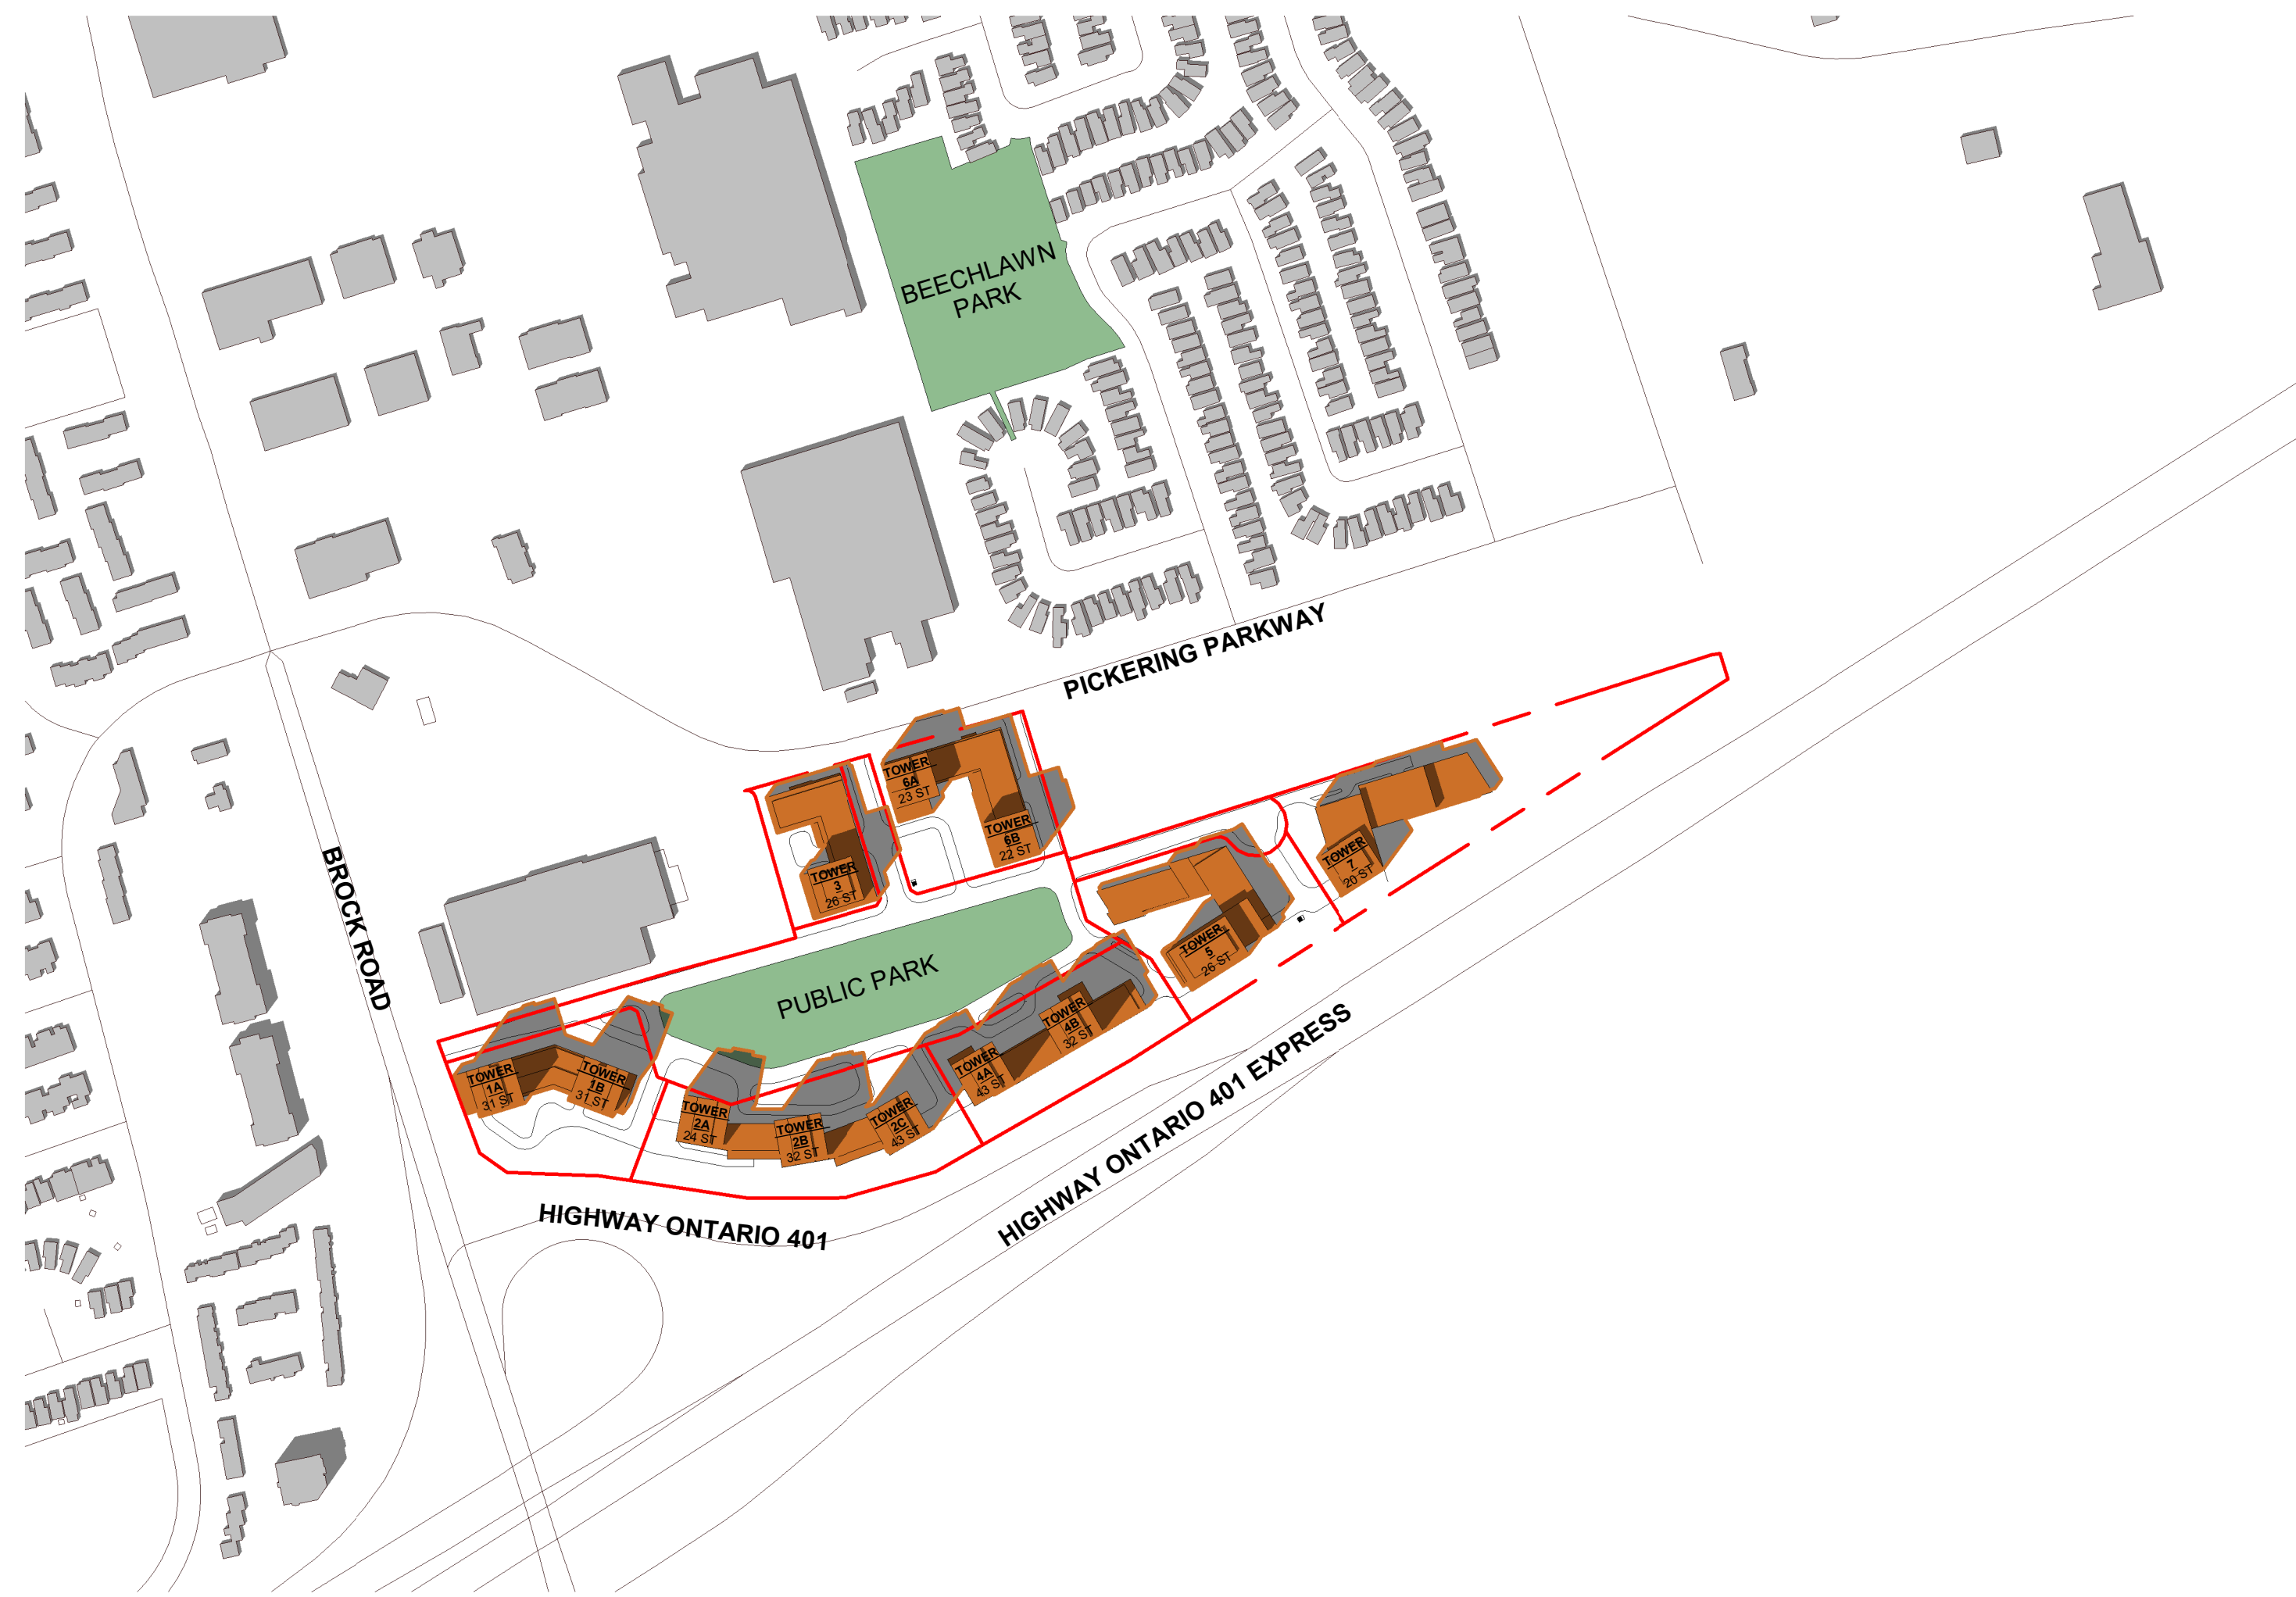 BEECHLAWN
PARK
PICKERING PARKWAY
TOWER
6A
23 ST
TOWER
6B
22 ST
TOWER
3
26 ST
TOWER
7
20 ST
TOWER
5
26 ST
BROCK ROAD
PUBLIC PARK
TOWER
4B
32 ST
TOWER
4A
43 ST
TOWER
1A
31 ST
TOWER
1B
31 ST
TOWER
2A
24 ST
TOWER
2B
32 ST
TOWER
2C
43 ST
HIGHWAY ONTARIO 401
HIGHWAY ONTARIO 401 EXPRESS